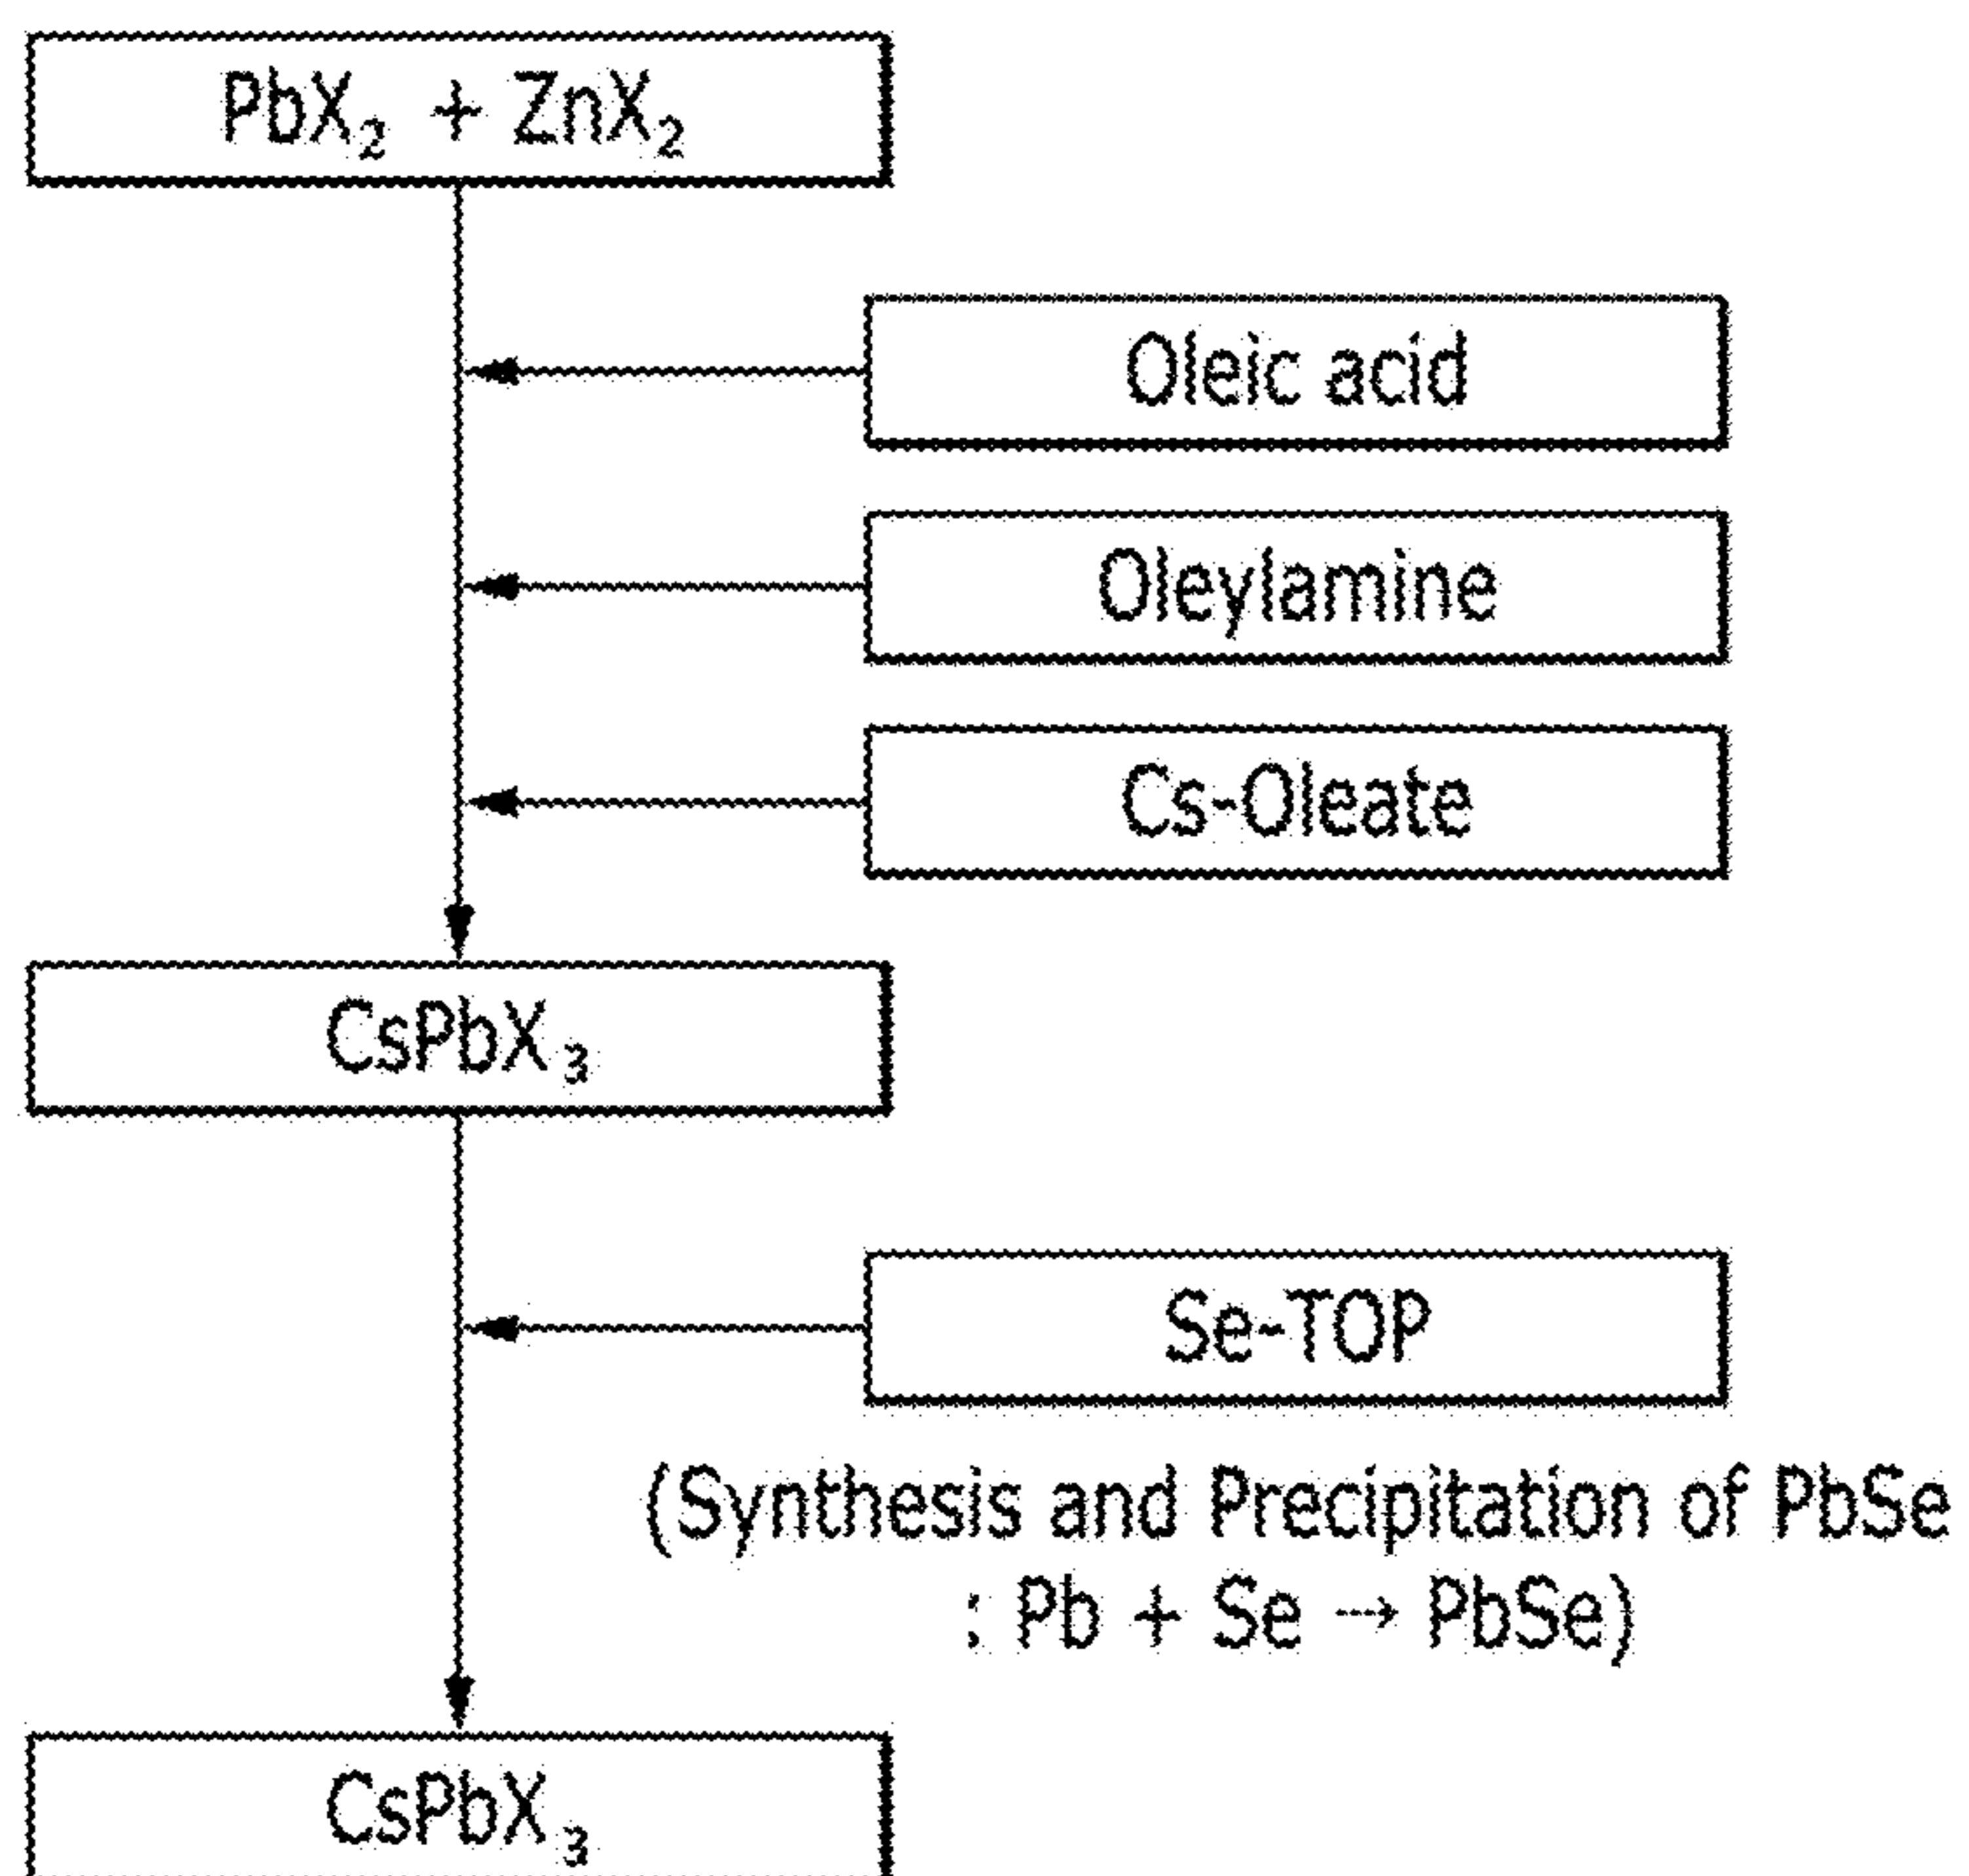 PbX₂ + ZnX₂
Oleic acid
Oleylamine
Cs-Oleate
CsPbX₃
Se-TOP
(Synthesis and Precipitation of PbSe
: Pb + Se → PbSe)
CsPbX₃